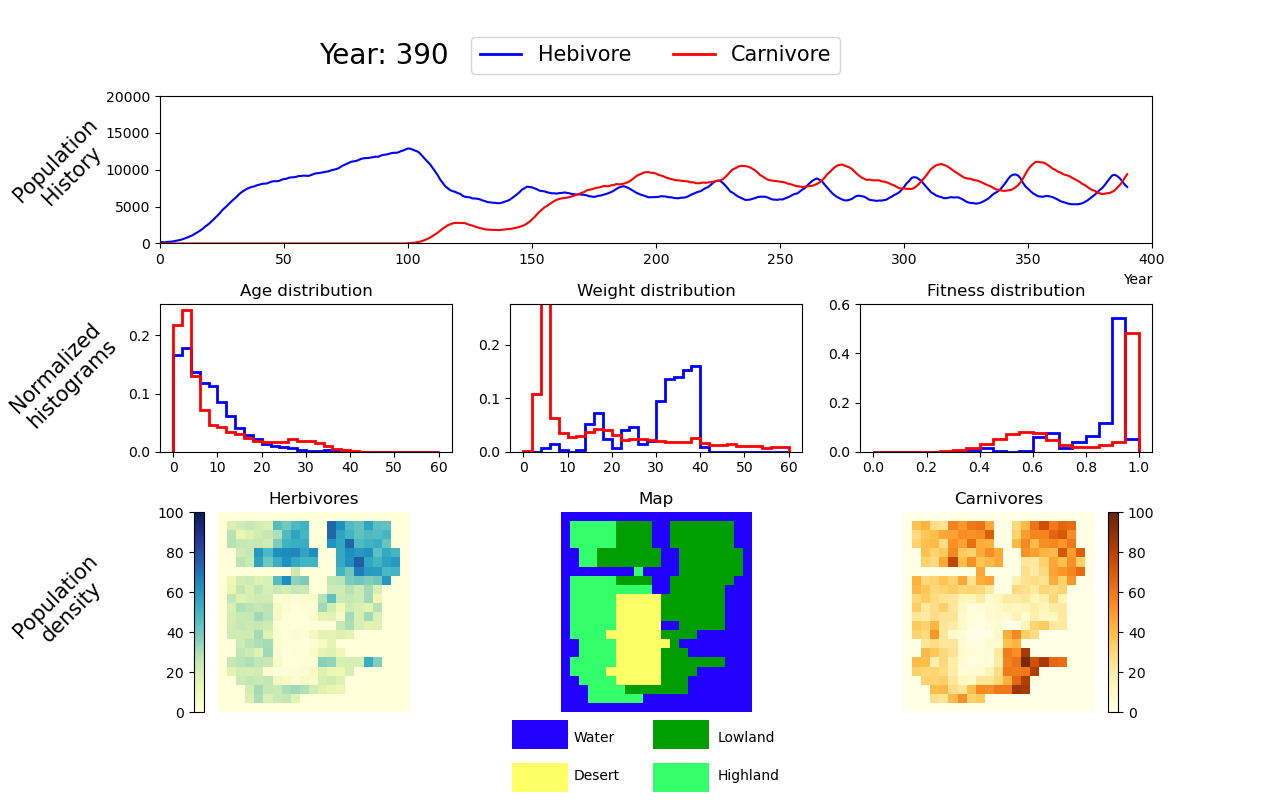 Year: 390
Hebivore
Carnivore
Population
History
20000
15000
10000
5000
0
0 50 100 150 200 250 300 350 400
Year
Normalized
histograms
Age distribution
0.2
0.1
0.0
0 10 20 30 40 50 60
Weight distribution
0.2
0.1
0.0
0 10 20 30 40 50 60
Fitness distribution
0.6
0.4
0.2
0.0
0.0 0.2 0.4 0.6 0.8 1.0
Population
density
Herbivores
100
80
60
40
20
0
Map
Carnivores
100
80
60
40
20
0
Water
Lowland
Desert
Highland